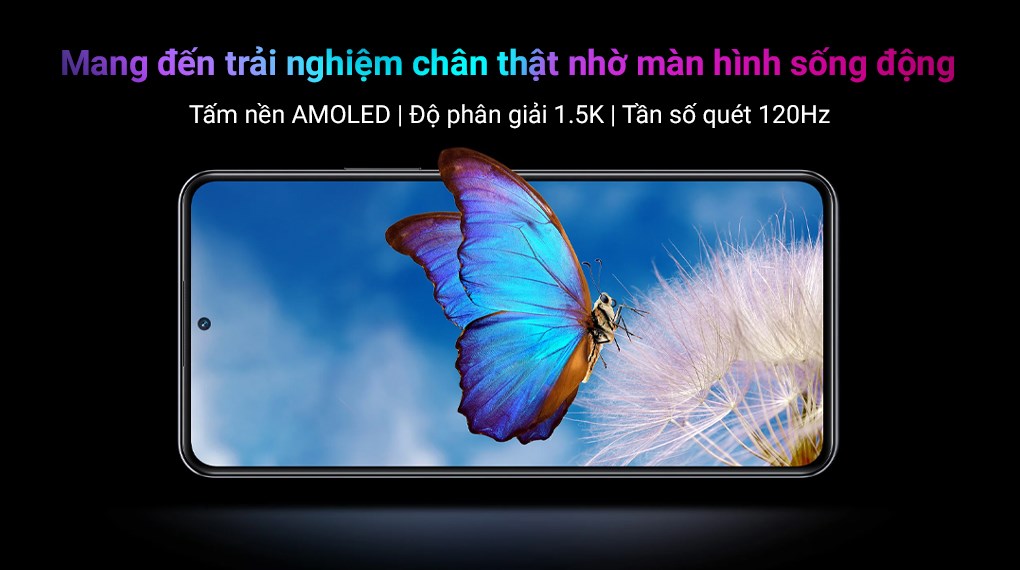 Mang đến trải nghiệm chân thật nhờ màn hình sống động
Tấm nền AMOLED | Độ phân giải 1.5K | Tần số quét 120Hz